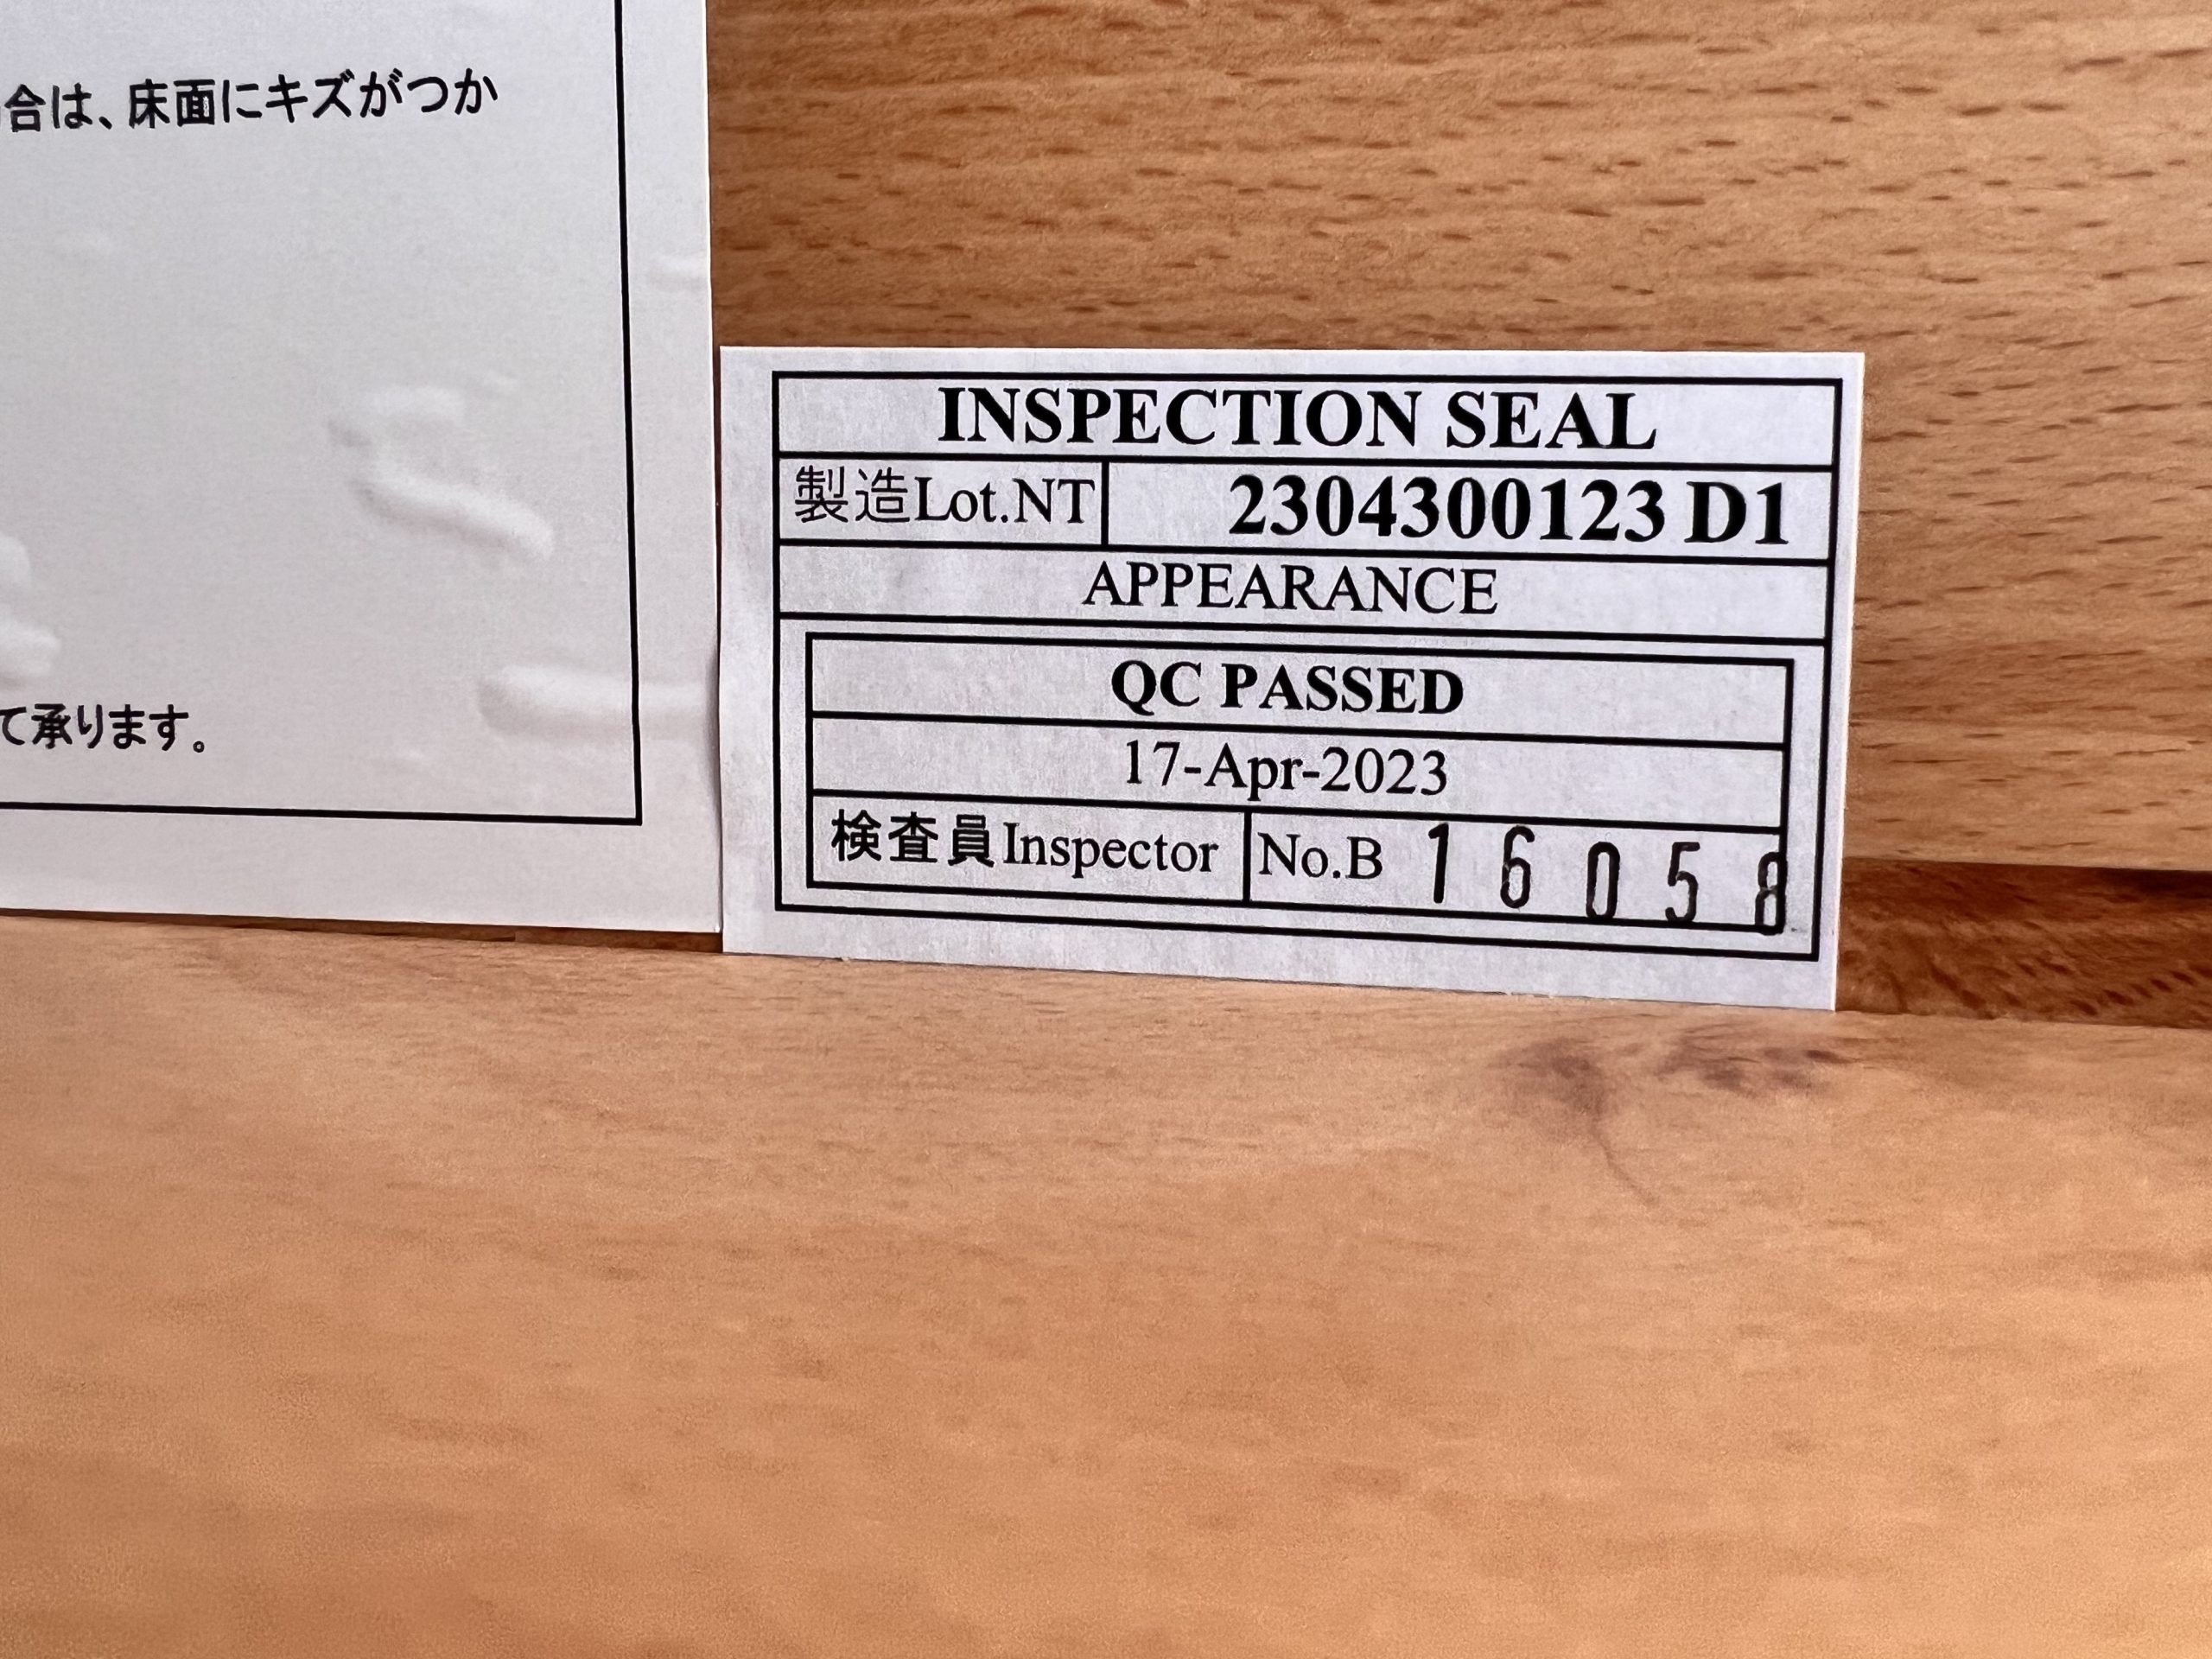 合は、床面にキズがつか
て承ります。
INSPECTION SEAL
製造Lot.NT 2304300123 D1
APPEARANCE
QC PASSED
17-Apr-2023
検査員Inspector No.B 16058